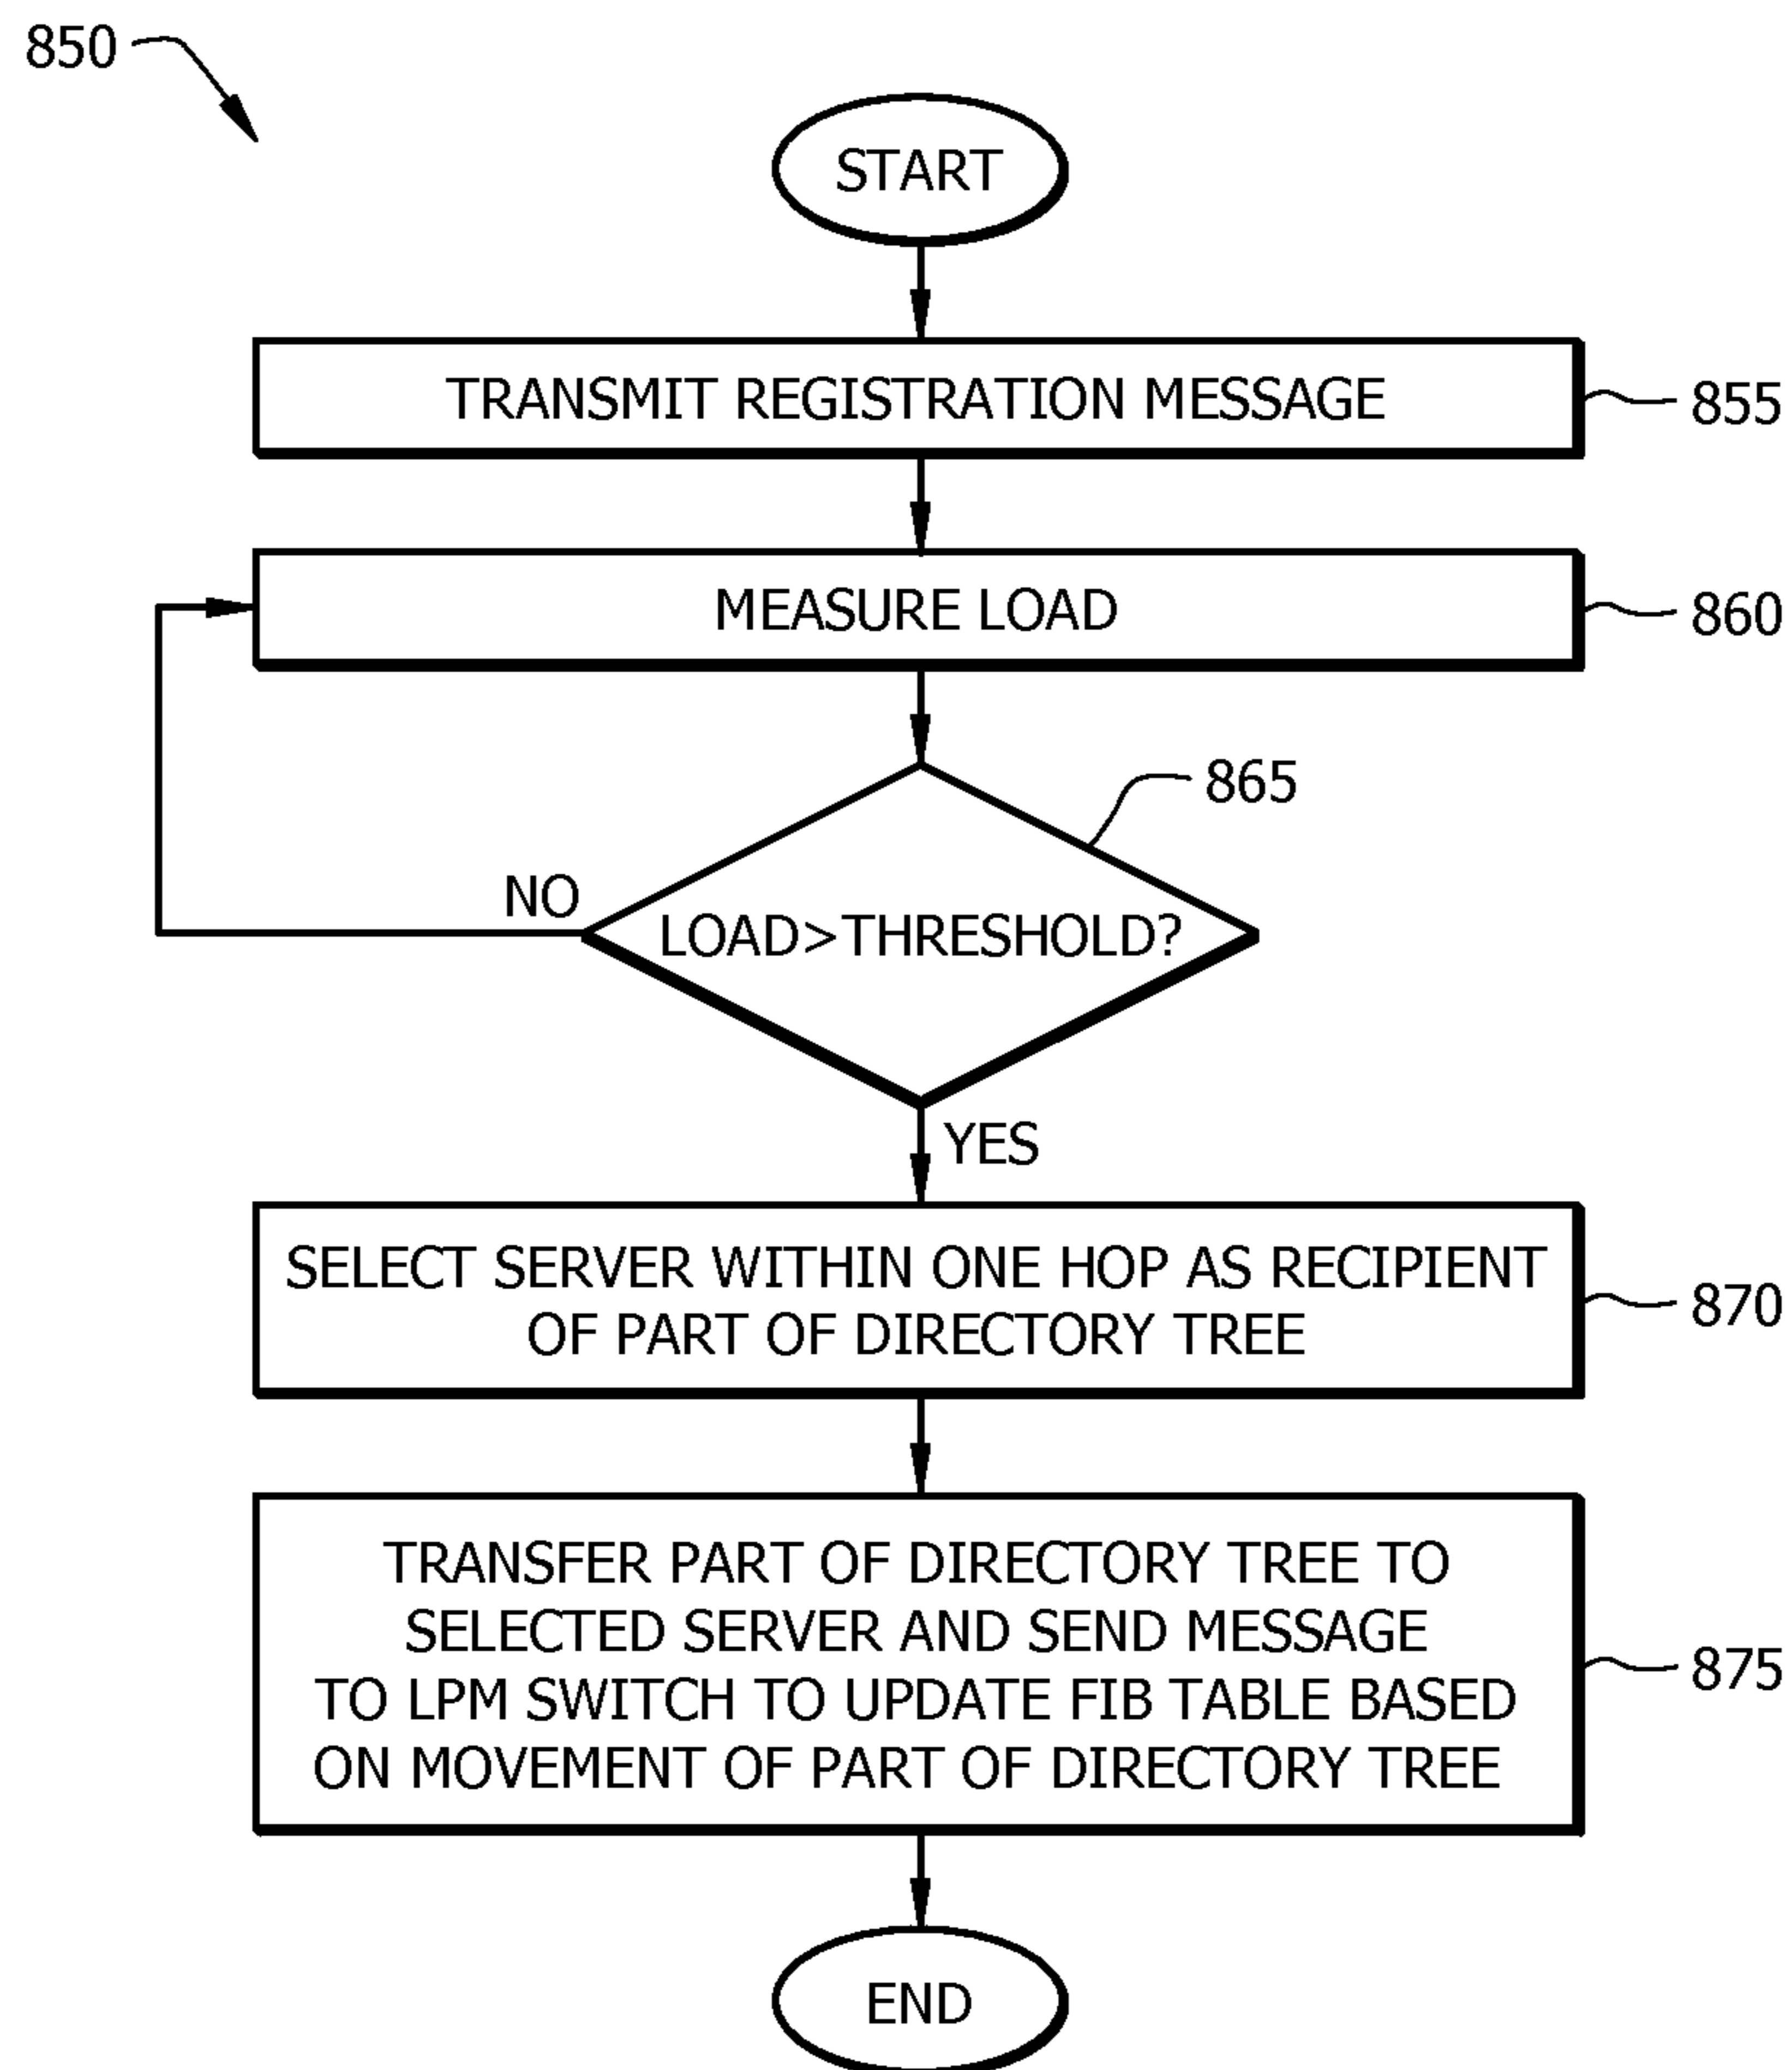 850
START
TRANSMIT REGISTRATION MESSAGE
855
MEASURE LOAD
860
865
NO
LOAD>THRESHOLD?
YES
SELECT SERVER WITHIN ONE HOP AS RECIPIENT
OF PART OF DIRECTORY TREE
870
TRANSFER PART OF DIRECTORY TREE TO
SELECTED SERVER AND SEND MESSAGE
TO LPM SWITCH TO UPDATE FIB TABLE BASED
ON MOVEMENT OF PART OF DIRECTORY TREE
875
END